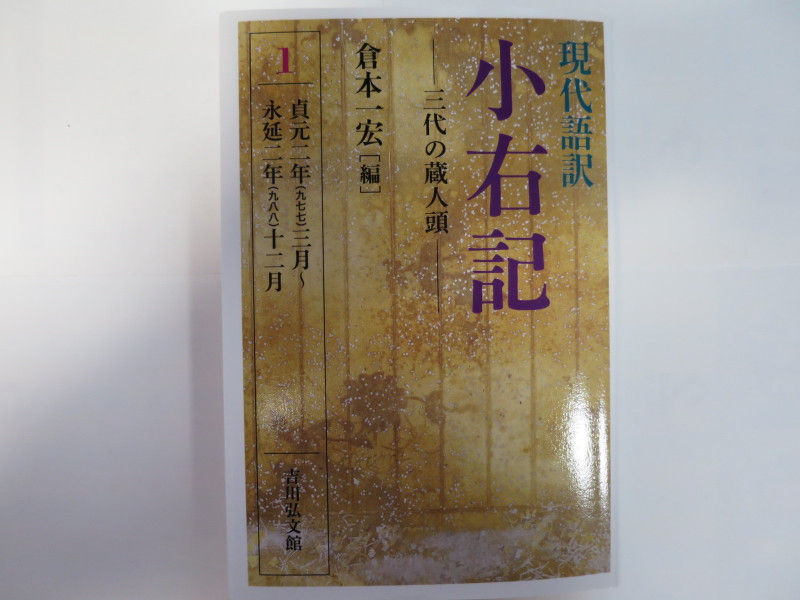 現代語訳
小右記
―三代の蔵人頭―
倉本一宏[編]
1
貞元二年(九七七)三月～
永延二年(九八八)十二月
吉川弘文館